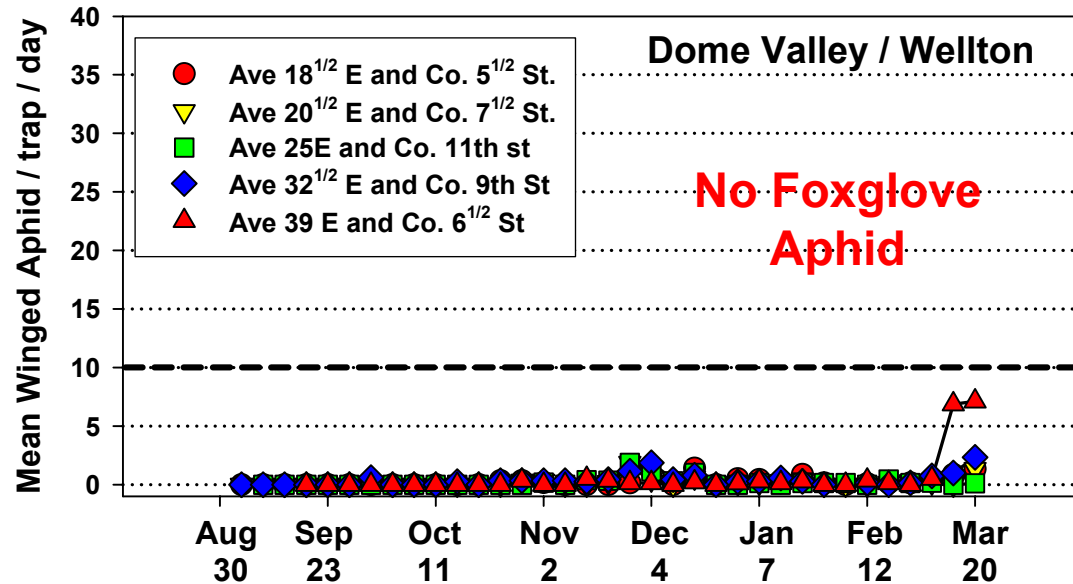 Mean Winged Aphid / trap / day
40
35
30
25
20
15
10
5
0
Dome Valley / Wellton
Ave 18^1/2 E and Co. 5^1/2 St.
Ave 20^1/2 E and Co. 7^1/2 St.
Ave 25E and Co. 11th st
Ave 32^1/2 E and Co. 9th St
Ave 39 E and Co. 6^1/2 St
No Foxglove
Aphid
Aug Sep Oct Nov Dec Jan Feb Mar
30 23 11 2 4 7 12 20